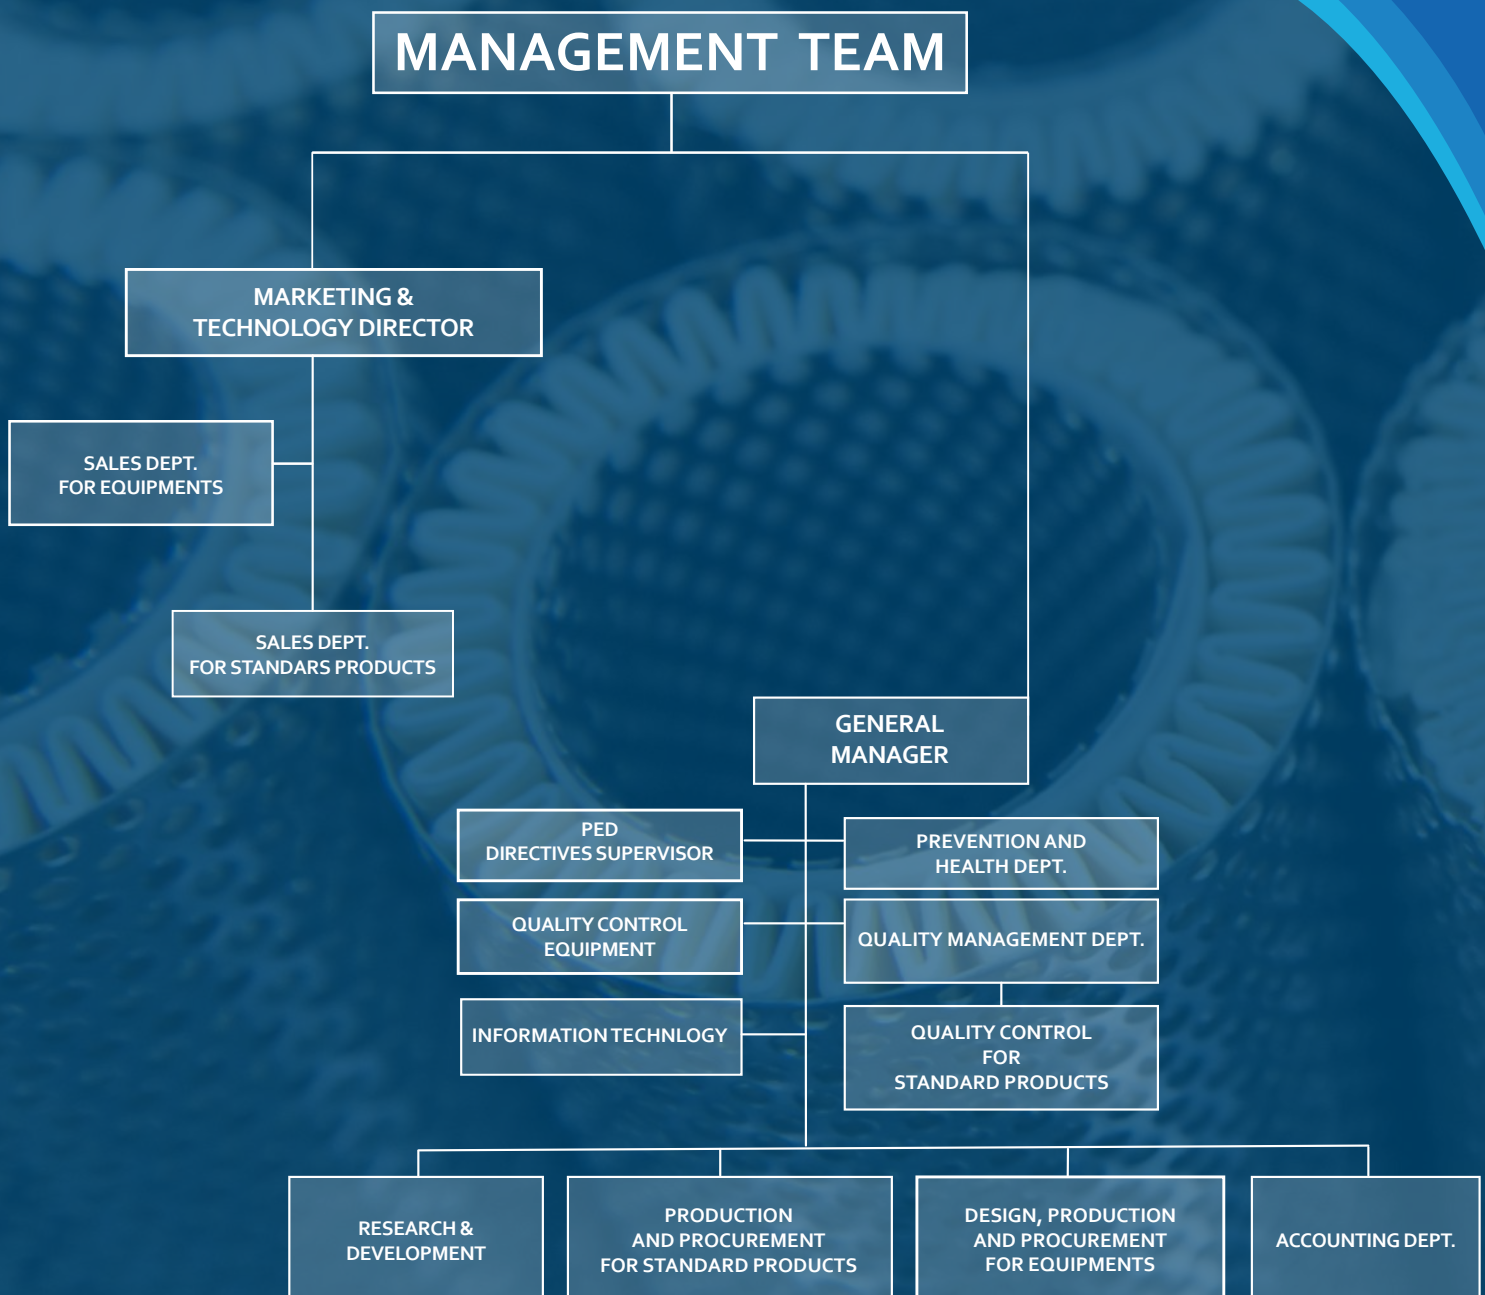 MANAGEMENT TEAM
MARKETING &
TECHNOLOGY DIRECTOR
SALES DEPT.
FOR EQUIPMENTS
SALES DEPT.
FOR STANDARS PRODUCTS
GENERAL
MANAGER
PED
DIRECTIVES SUPERVISOR
PREVENTION AND
HEALTH DEPT.
QUALITY CONTROL
EQUIPMENT
QUALITY MANAGEMENT DEPT.
INFORMATION TECHNLOGY
QUALITY CONTROL
FOR
STANDARD PRODUCTS
RESEARCH &
DEVELOPMENT
PRODUCTION
AND PROCUREMENT
FOR STANDARD PRODUCTS
DESIGN, PRODUCTION
AND PROCUREMENT
FOR EQUIPMENTS
ACCOUNTING DEPT.